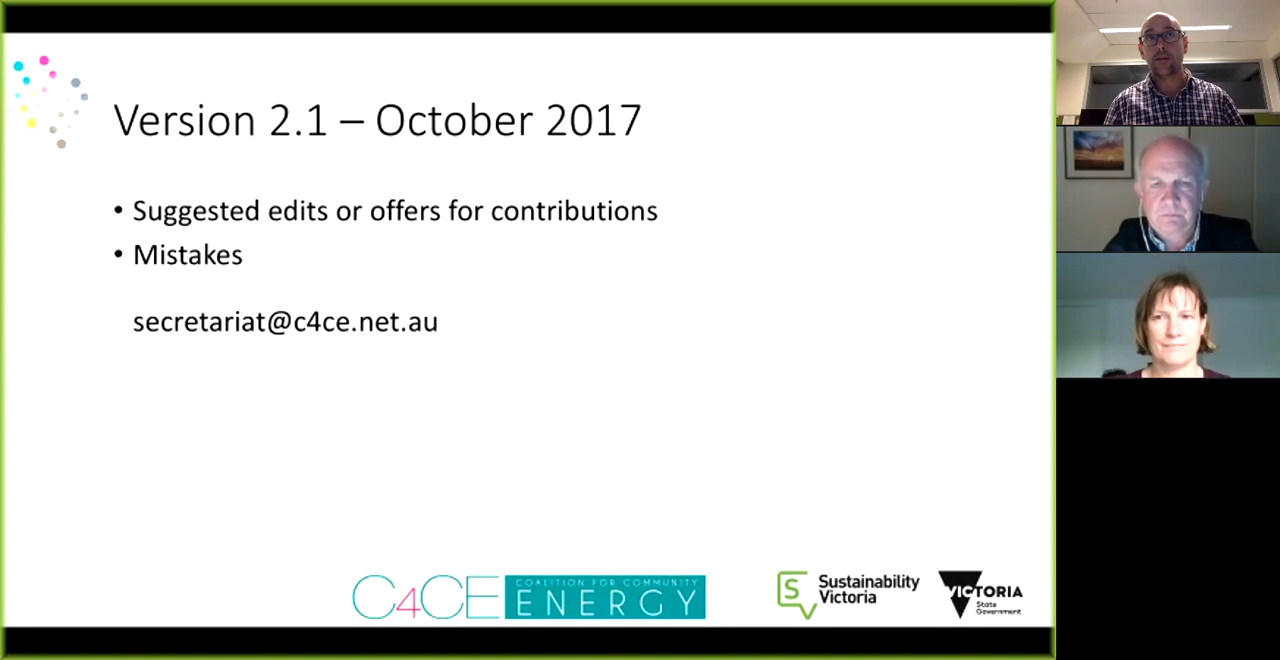 Version 2.1 – October 2017
• Suggested edits or offers for contributions
• Mistakes
secretariat@c4ce.net.au
C4CE
COALITION FOR COMMUNITY
ENERGY
S
Sustainability
Victoria
VICTORIA
State
Government